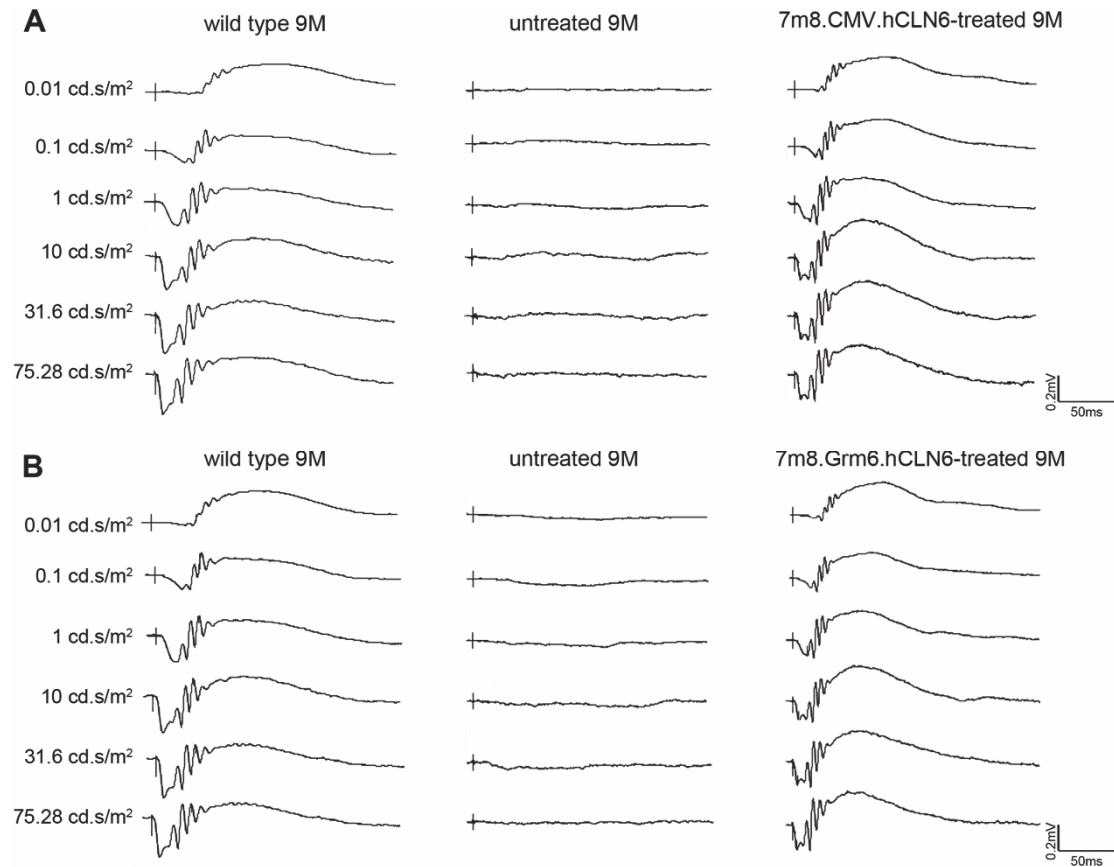 A
wild type 9M untreated 9M 7m8.CMV.hCLN6-treated 9M
0.01 cd.s/m²
0.1 cd.s/m²
1 cd.s/m²
10 cd.s/m²
31.6 cd.s/m²
75.28 cd.s/m²
0.2mV
50ms
B
wild type 9M untreated 9M 7m8.Grm6.hCLN6-treated 9M
0.01 cd.s/m²
0.1 cd.s/m²
1 cd.s/m²
10 cd.s/m²
31.6 cd.s/m²
75.28 cd.s/m²
0.2mV
50ms